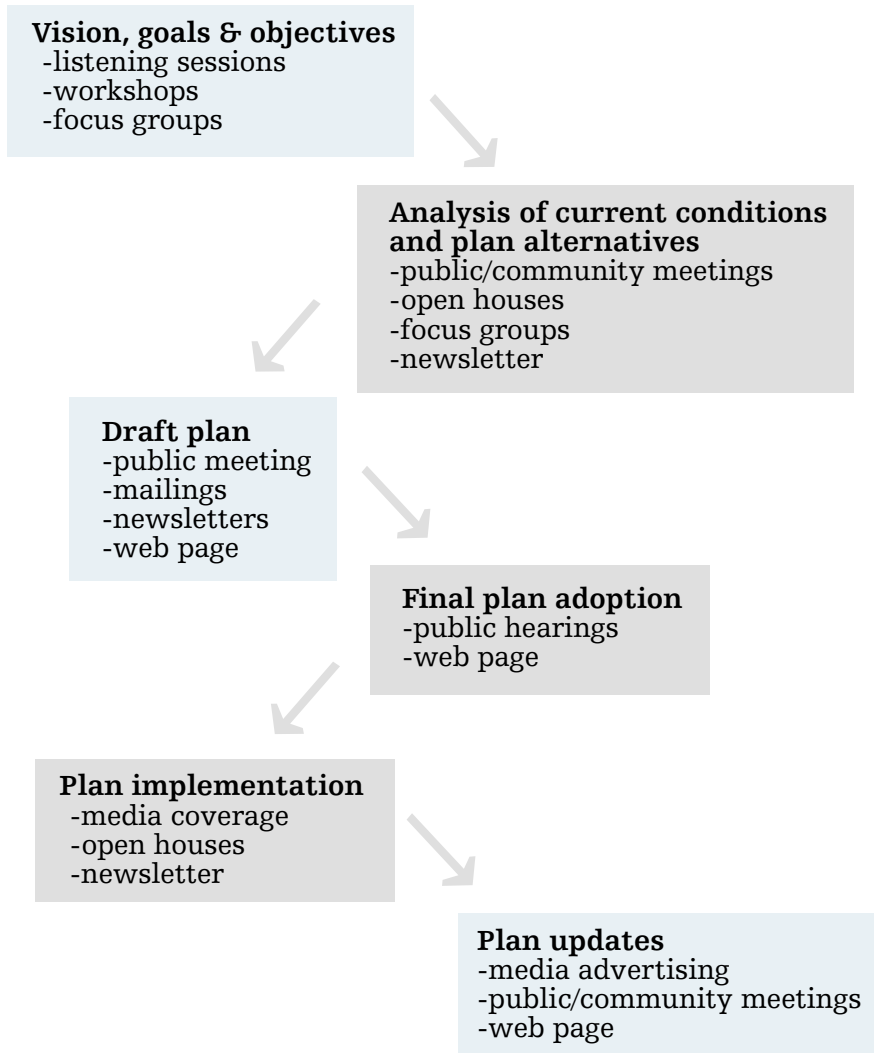 Vision, goals & objectives
-listening sessions
-workshops
-focus groups
Analysis of current conditions
and plan alternatives
-public/community meetings
-open houses
-focus groups
-newsletter
Draft plan
-public meeting
-mailings
-newsletters
-web page
Final plan adoption
-public hearings
-web page
Plan implementation
-media coverage
-open houses
-newsletter
Plan updates
-media advertising
-public/community meetings
-web page